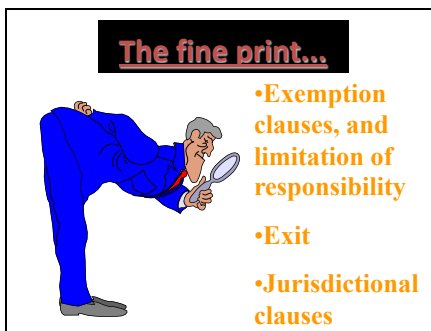 The fine print...
•Exemption
clauses, and
limitation of
responsibility
•Exit
•Jurisdictional
clauses